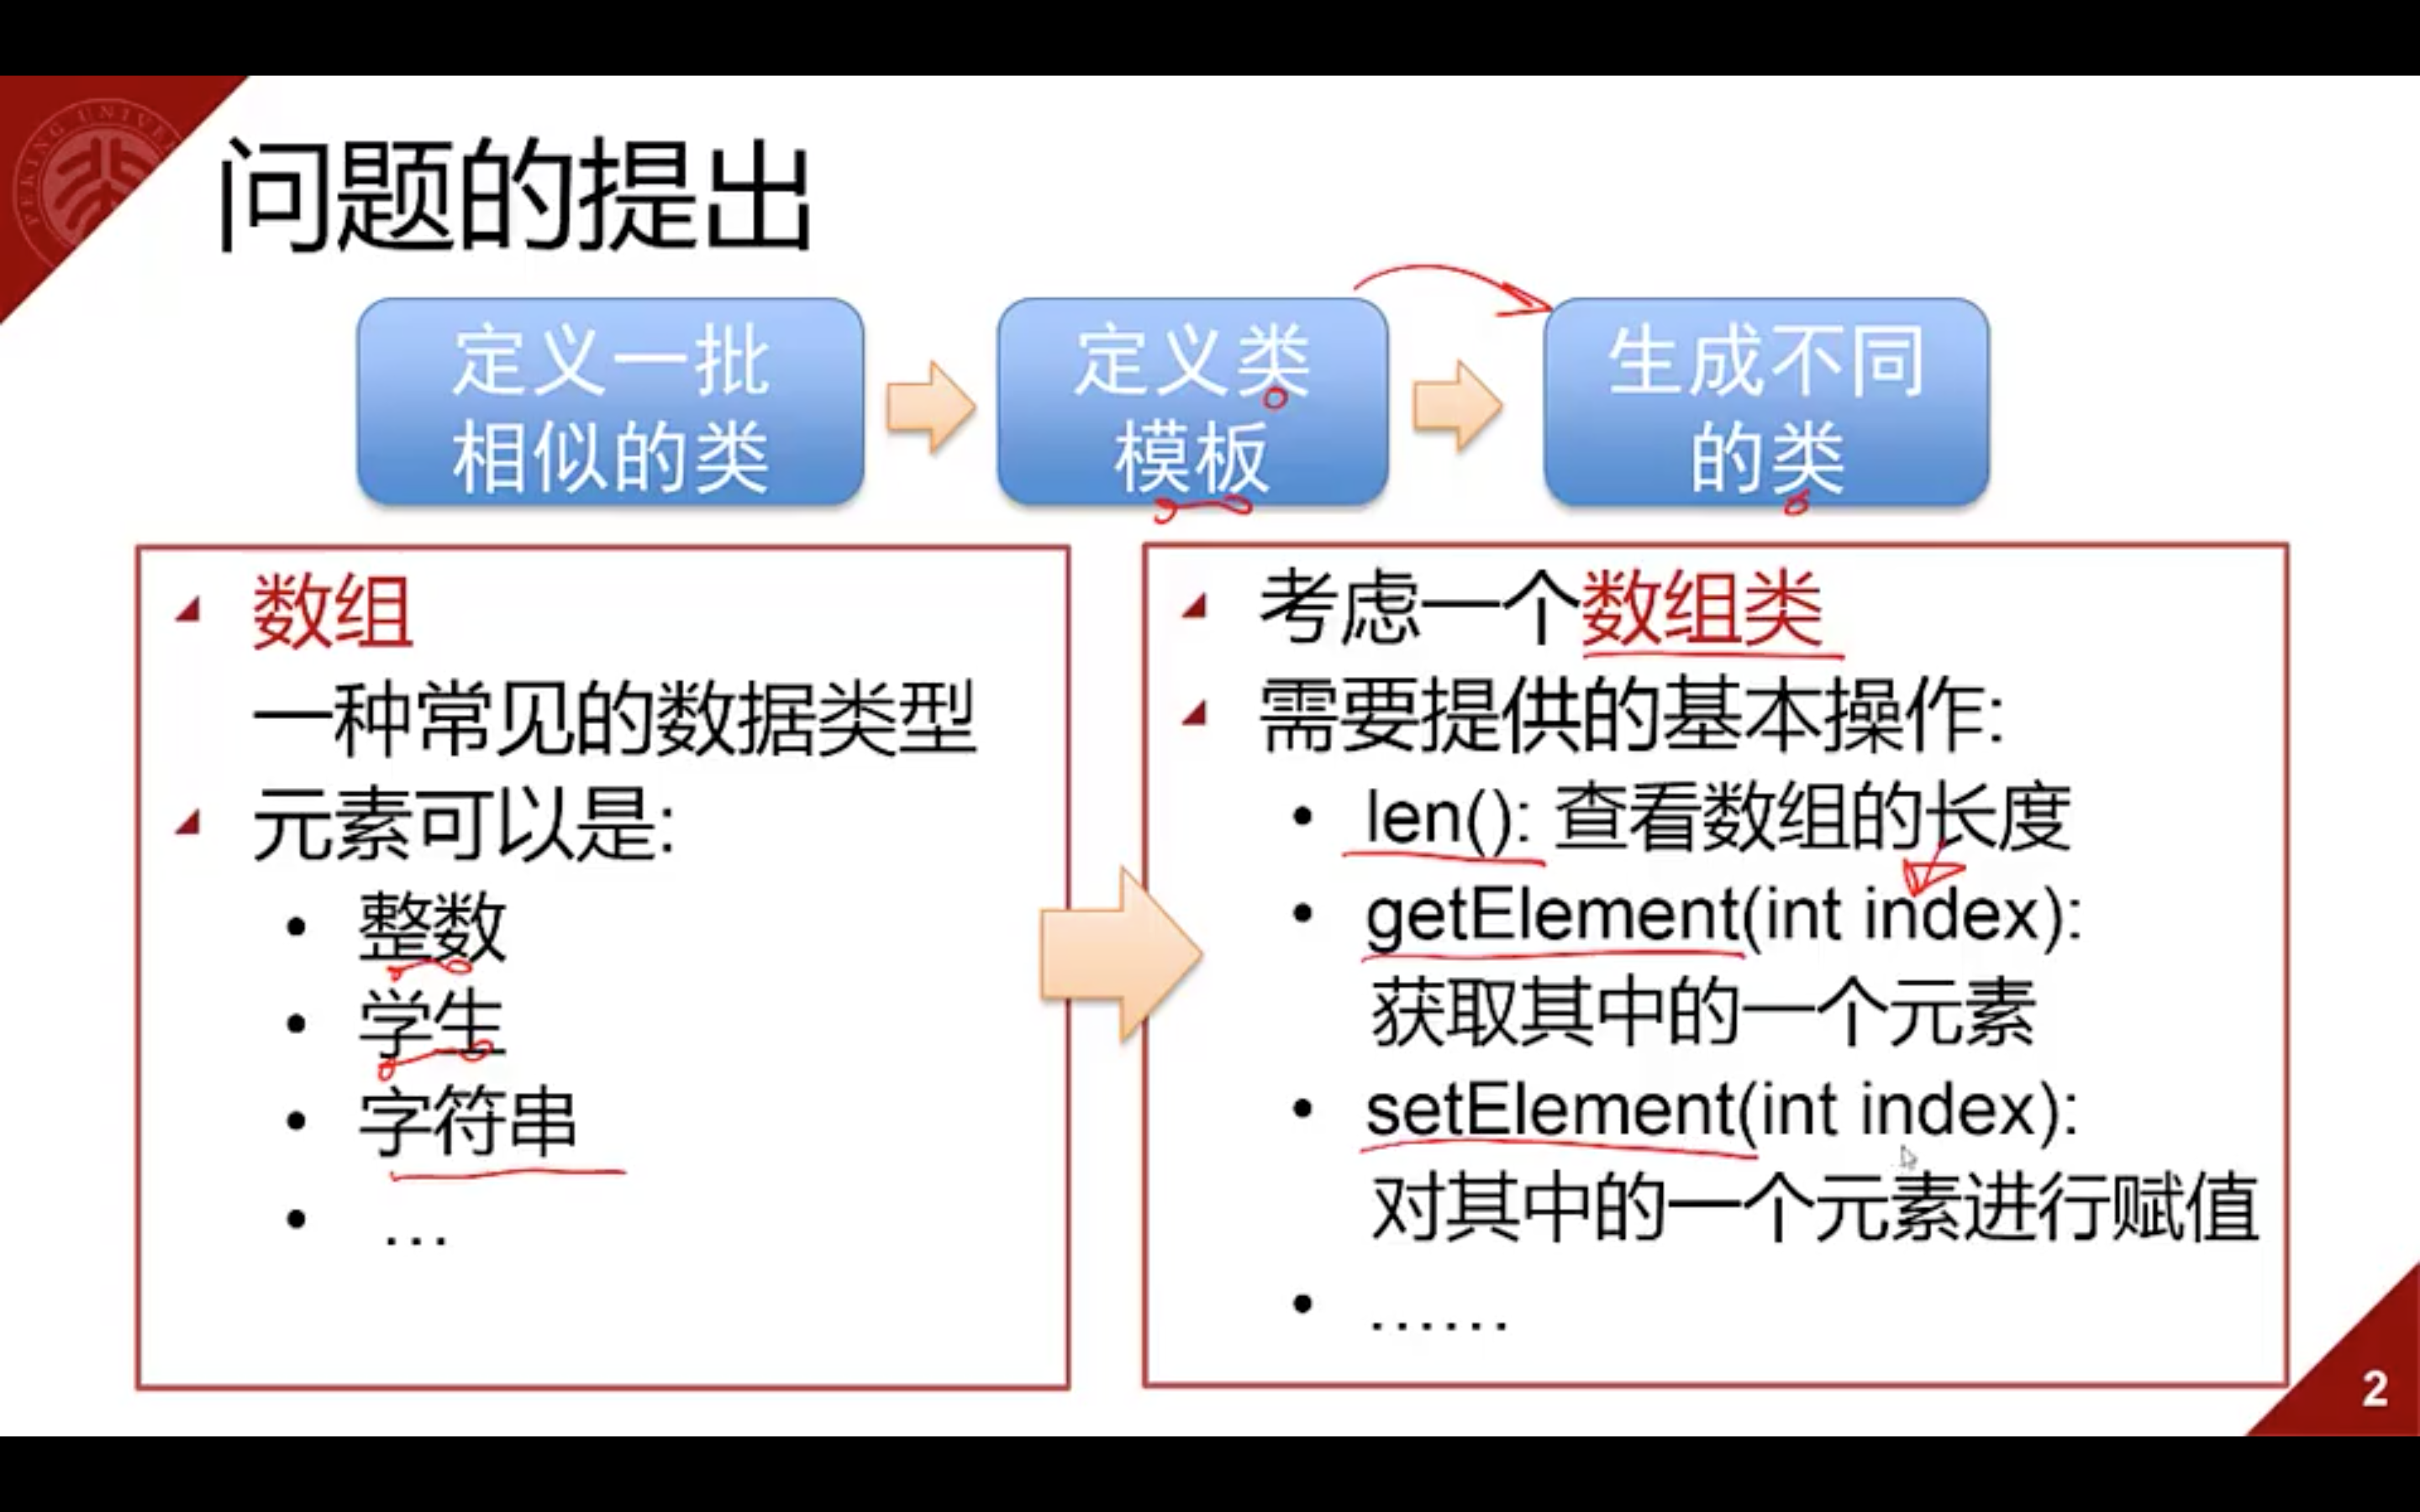 问题的提出
定义一批
相似的类
定义类
模板
生成不同
的类
数组
一种常见的数据类型
元素可以是:
• 整数
• 学生
• 字符串
• ...
考虑一个数组类
需要提供的基本操作:
• len(): 查看数组的长度
• getElement(int index):
获取其中的一个元素
• setElement(int index):
对其中的一个元素进行赋值
• ......
2